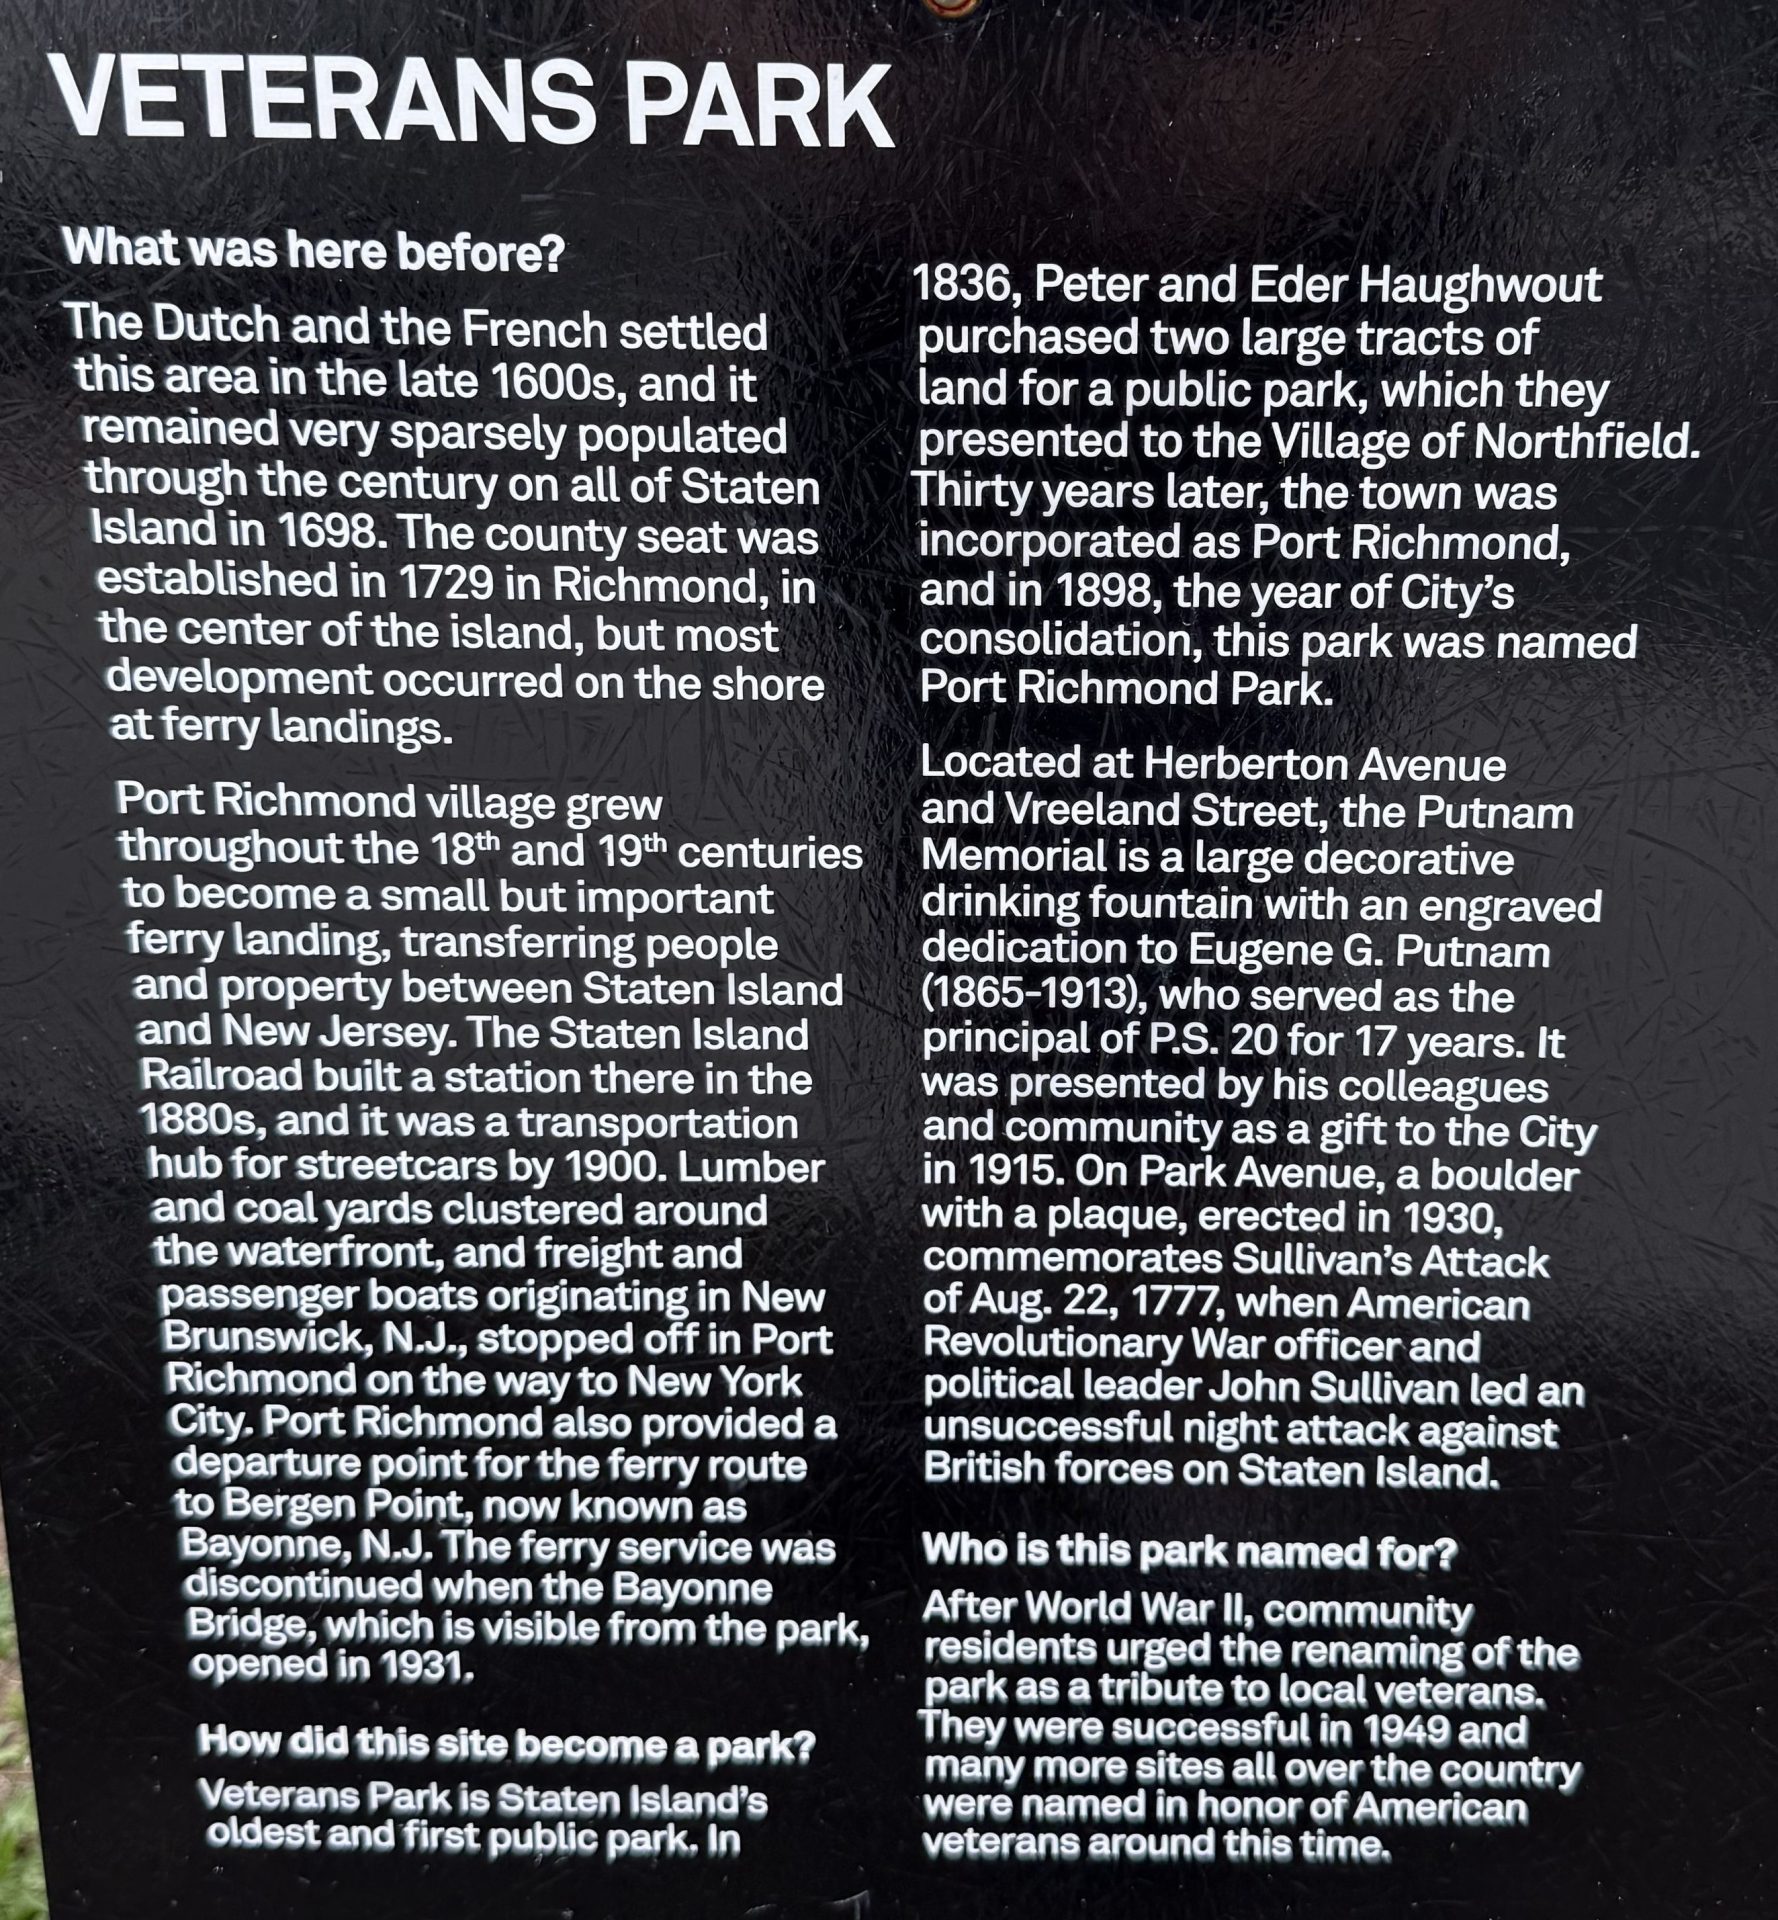 VETERANS PARK
What was here before?
The Dutch and the French settled
this area in the late 1600s, and it
remained very sparsely populated
through the century on all of Staten
Island in 1698. The county seat was
established in 1729 in Richmond, in
the center of the island, but most
development occurred on the shore
at ferry landings.
Port Richmond village grew
throughout the 18th and 19th centuries
to become a small but important
ferry landing, transferring people
and property between Staten Island
and New Jersey. The Staten Island
Railroad built a station there in the
1880s, and it was a transportation
hub for streetcars by 1900. Lumber
and coal yards clustered around
the waterfront, and freight and
passenger boats originating in New
Brunswick, N.J., stopped off in Port
Richmond on the way to New York
City. Port Richmond also provided a
departure point for the ferry route
to Bergen Point, now known as
Bayonne, N.J. The ferry service was
discontinued when the Bayonne
Bridge, which is visible from the park,
opened in 1931.
How did this site become a park?
Veterans Park is Staten Island's
oldest and first public park. In
1836, Peter and Eder Haughwout
purchased two large tracts of
land for a public park, which they
presented to the Village of Northfield.
Thirty years later, the town was
incorporated as Port Richmond,
and in 1898, the year of City's
consolidation, this park was named
Port Richmond Park.
Located at Herberton Avenue
and Vreeland Street, the Putnam
Memorial is a large decorative
drinking fountain with an engraved
dedication to Eugene G. Putnam
(1865-1913), who served as the
principal of P.S. 20 for 17 years. It
was presented by his colleagues
and community as a gift to the City
in 1915. On Park Avenue, a boulder
with a plaque, erected in 1930,
commemorates Sullivan's Attack
of Aug. 22, 1777, when American
Revolutionary War officer and
political leader John Sullivan led an
unsuccessful night attack against
British forces on Staten Island.
Who is this park named for?
After World War II, community
residents urged the renaming of the
park as a tribute to local veterans.
They were successful in 1949 and
many more sites all over the country
were named in honor of American
veterans around this time.